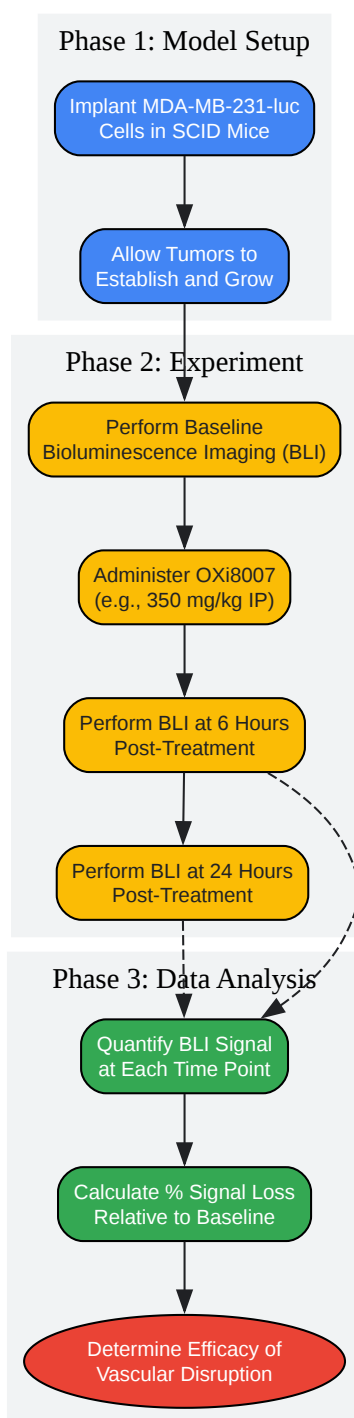 Phase 1: Model Setup
Implant MDA-MB-231-luc
Cells in SCID Mice
Allow Tumors to
Establish and Grow
Phase 2: Experiment
Perform Baseline
Bioluminescence Imaging (BLI)
Administer OXi8007
(e.g., 350 mg/kg IP)
Perform BLI at 6 Hours
Post-Treatment
Perform BLI at 24 Hours
Post-Treatment
Phase 3: Data Analysis
Quantify BLI Signal
at Each Time Point
Calculate % Signal Loss
Relative to Baseline
Determine Efficacy of
Vascular Disruption